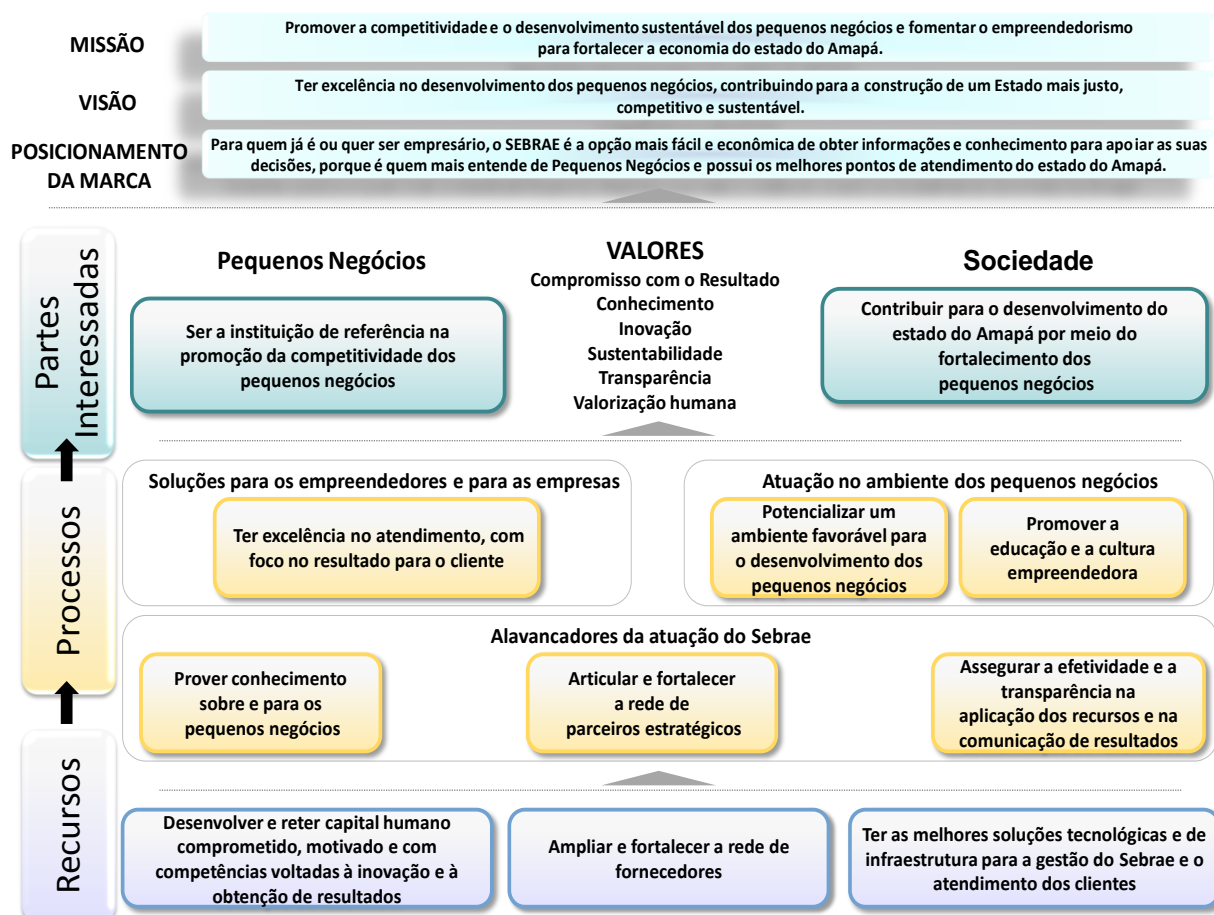 MISSÃO
Promover a competitividade e o desenvolvimento sustentável dos pequenos negócios e fomentar o empreendedorismo
para fortalecer a economia do estado do Amapá.
VISÃO
Ter excelência no desenvolvimento dos pequenos negócios, contribuindo para a construção de um Estado mais justo,
competitivo e sustentável.
POSICIONAMENTO
DA MARCA
Para quem já é ou quer ser empresário, o SEBRAE é a opção mais fácil e econômica de obter informações e conhecimento para apoiar as suas
decisões, porque é quem mais entende de Pequenos Negócios e possui os melhores pontos de atendimento do estado do Amapá.
Partes
Interessadas
Pequenos Negócios
Ser a instituição de referência na
promoção da competitividade dos
pequenos negócios
VALORES
Compromisso com o Resultado
Conhecimento
Inovação
Sustentabilidade
Transparência
Valorização humana
Sociedade
Contribuir para o desenvolvimento do
estado do Amapá por meio do
fortalecimento dos
pequenos negócios
Processos
Soluções para os empreendedores e para as empresas
Ter excelência no atendimento, com
foco no resultado para o cliente
Atuação no ambiente dos pequenos negócios
Potencializar um
ambiente favorável para
o desenvolvimento dos
pequenos negócios
Promover a
educação e a cultura
empreendedora
Alavancadores da atuação do Sebrae
Prover conhecimento
sobre e para os
pequenos negócios
Articular e fortalecer
a rede de
parceiros estratégicos
Assegurar a efetividade e a
transparência na
aplicação dos recursos e na
comunicação de resultados
Recursos
Desenvolver e reter capital humano
comprometido, motivado e com
competências voltadas à inovação e à
obtenção de resultados
Ampliar e fortalecer a rede de
fornecedores
Ter as melhores soluções tecnológicas e de
infraestrutura para a gestão do Sebrae e o
atendimento dos clientes